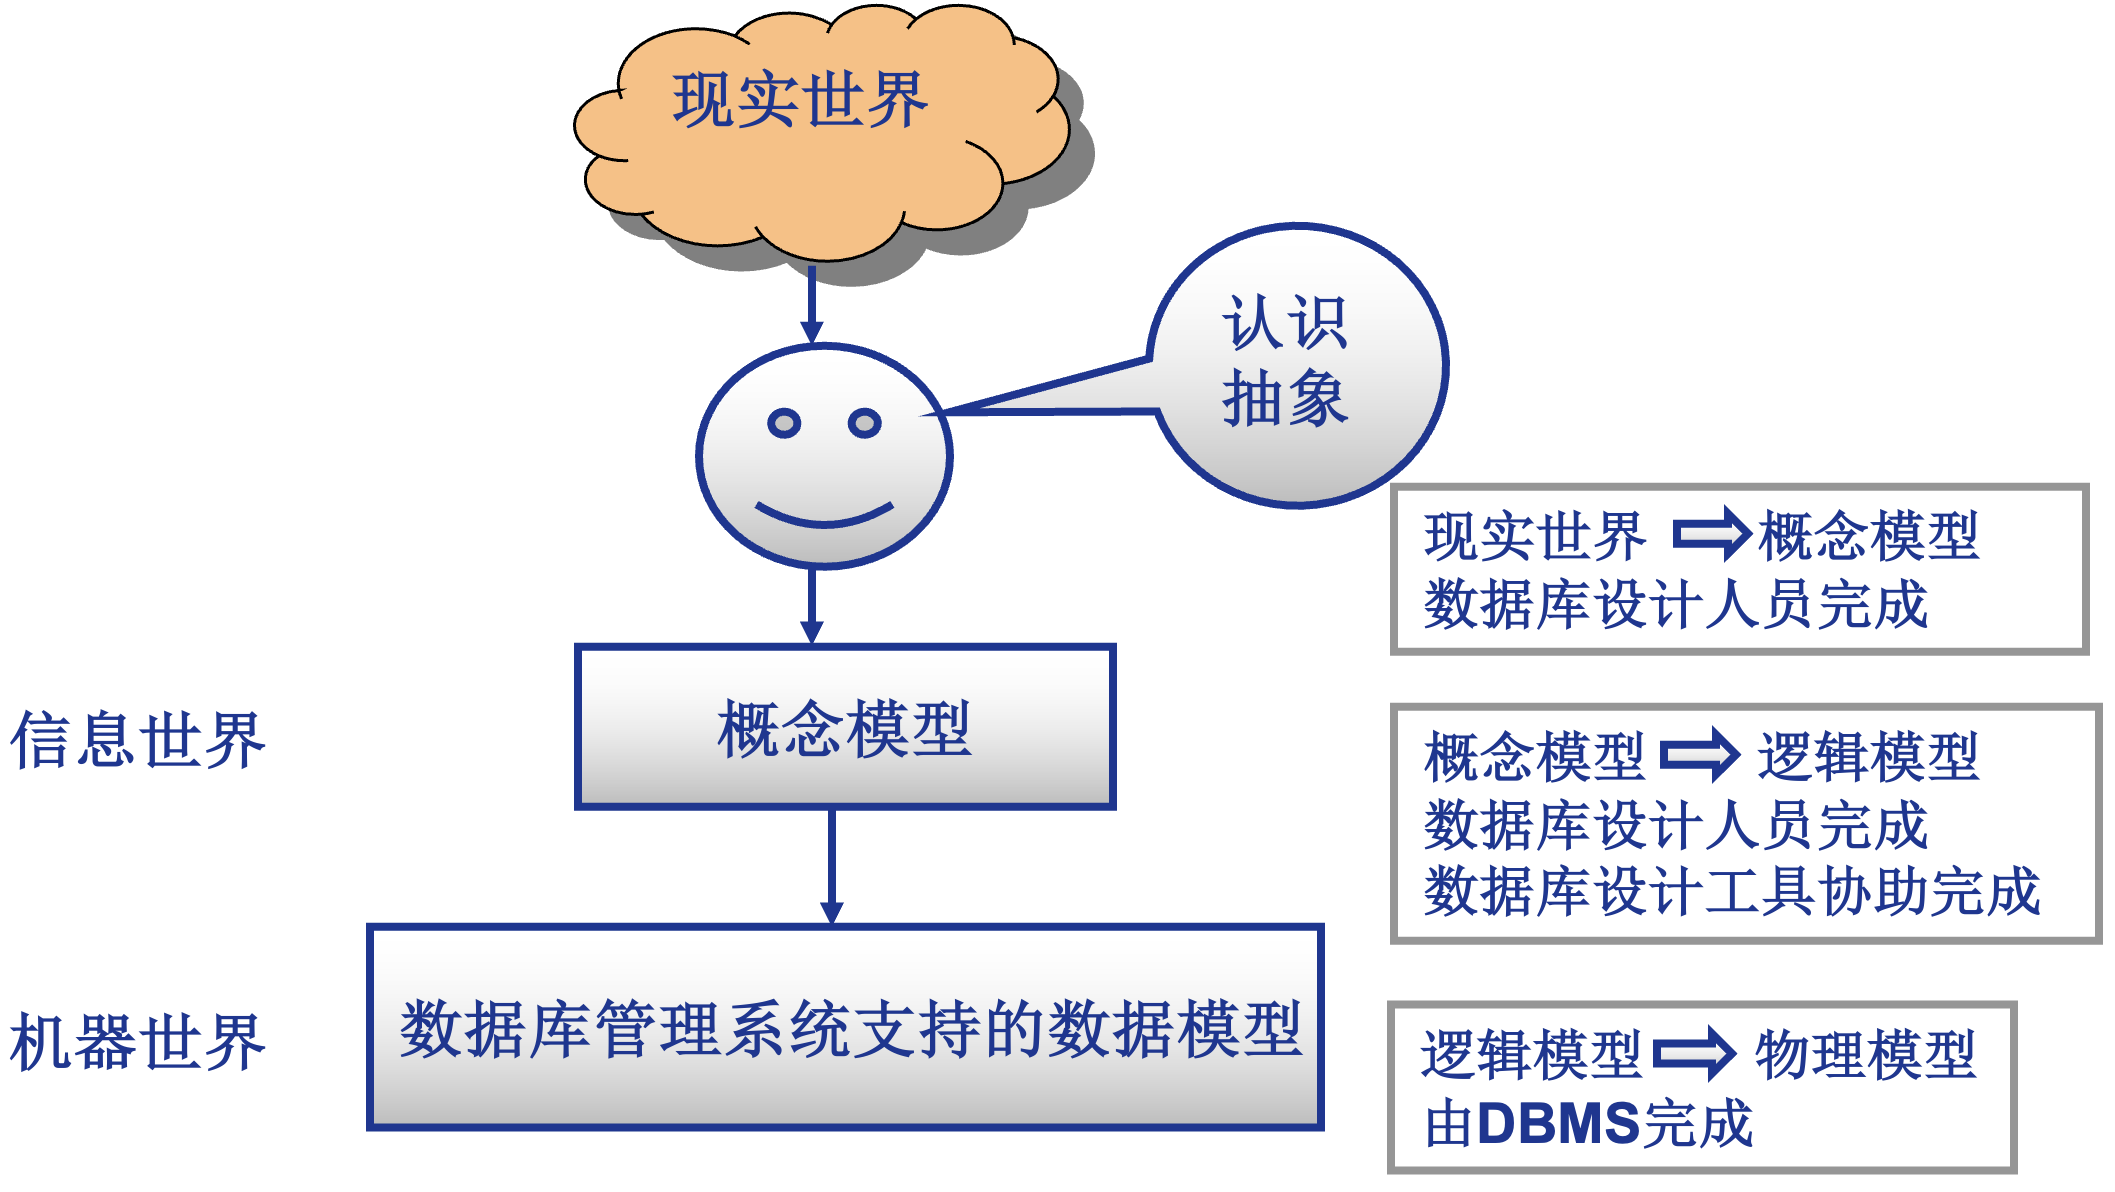 现实世界
认识
抽象
现实世界 概念模型
数据库设计人员完成
信息世界
概念模型
概念模型 逻辑模型
数据库设计人员完成
数据库设计工具协助完成
机器世界
数据库管理系统支持的数据模型
逻辑模型 物理模型
由DBMS完成